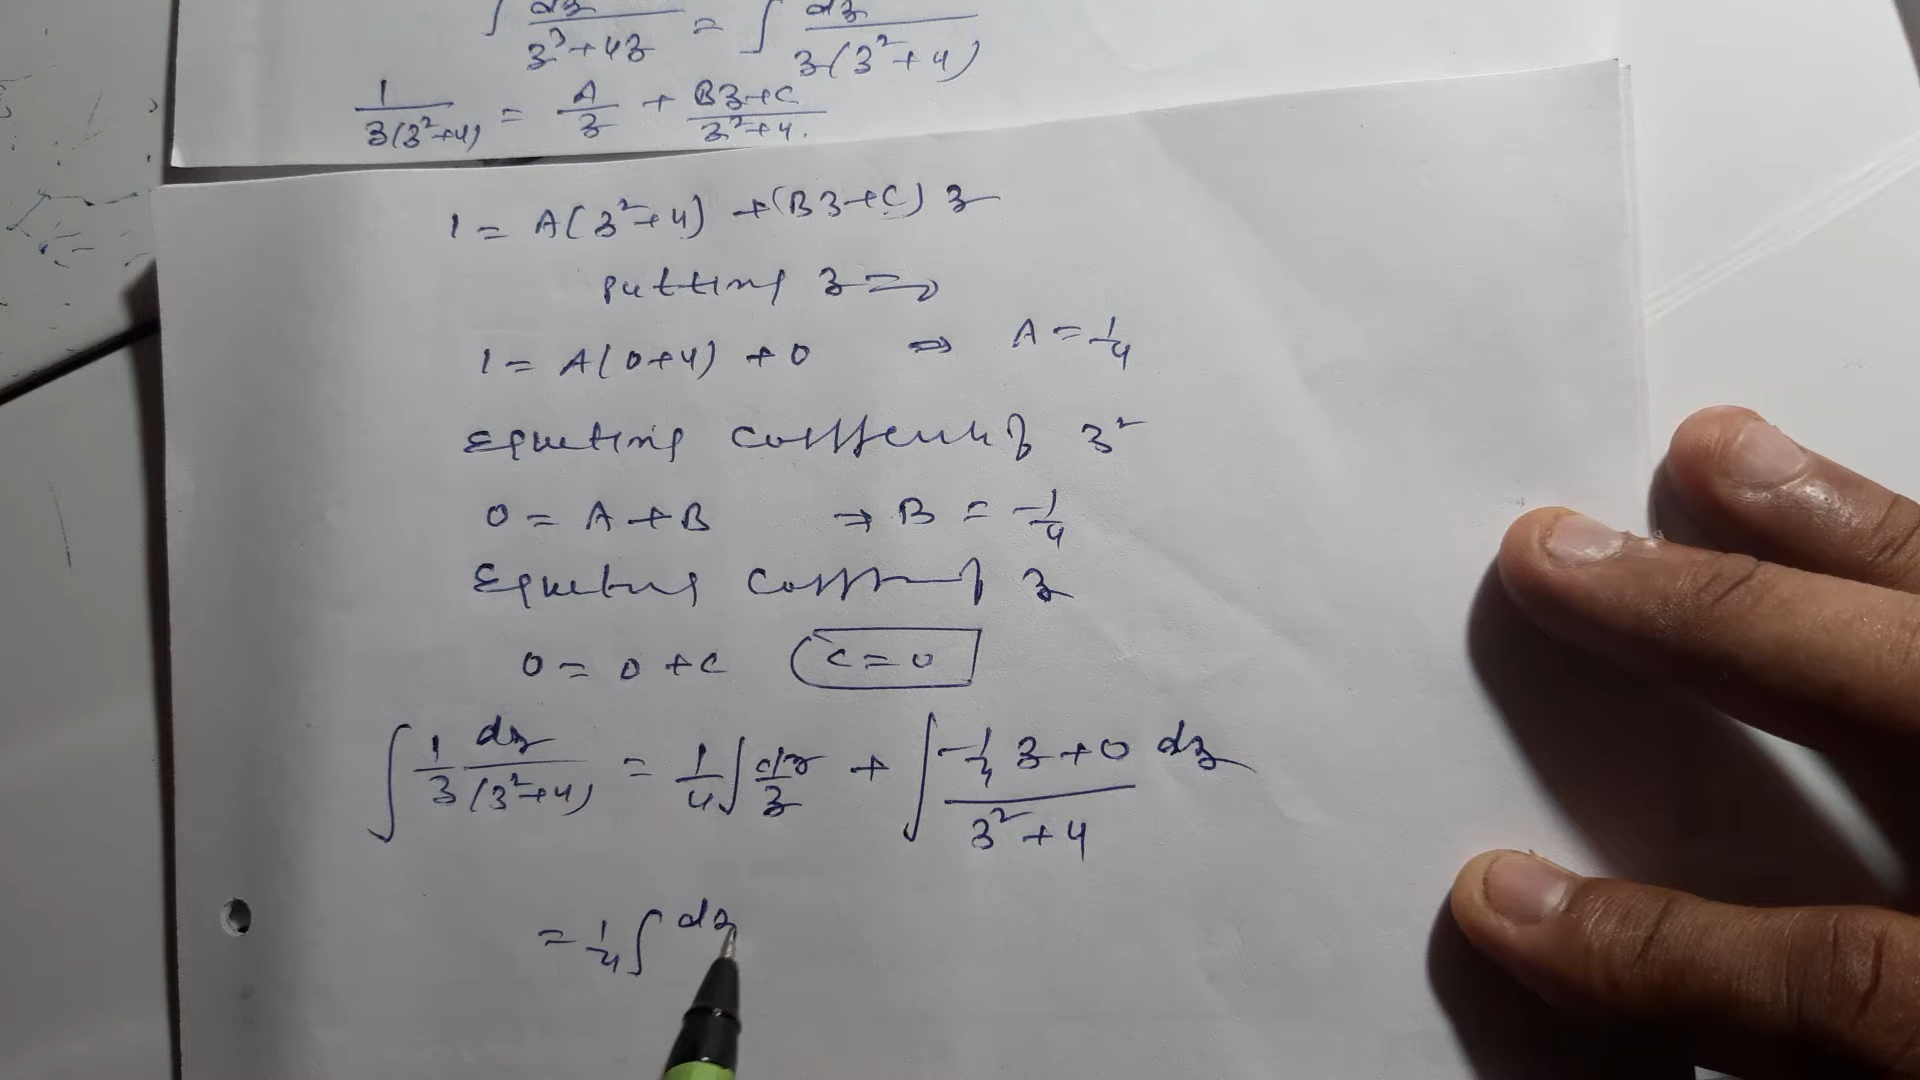 ∫ dz / (z³+4z) = ∫ dz / (z(z²+4))
1 / (z(z²+4)) = A/z + (Bz+C) / (z²+4).
1 = A(z²+4) + (Bz+C) z
Putting z=0
1 = A(0+4) + 0 ⇒ A = 1/4
Equating coefficient of z²
0 = A+B → B = -1/4
Equating coefficient of z
0 = 0 + C C=0
∫ 1/z dz/(z²+4) = 1/4 ∫ dz/z + ∫ (-1/4 z+0)/(z²+4) dz
= 1/4 ∫ dz